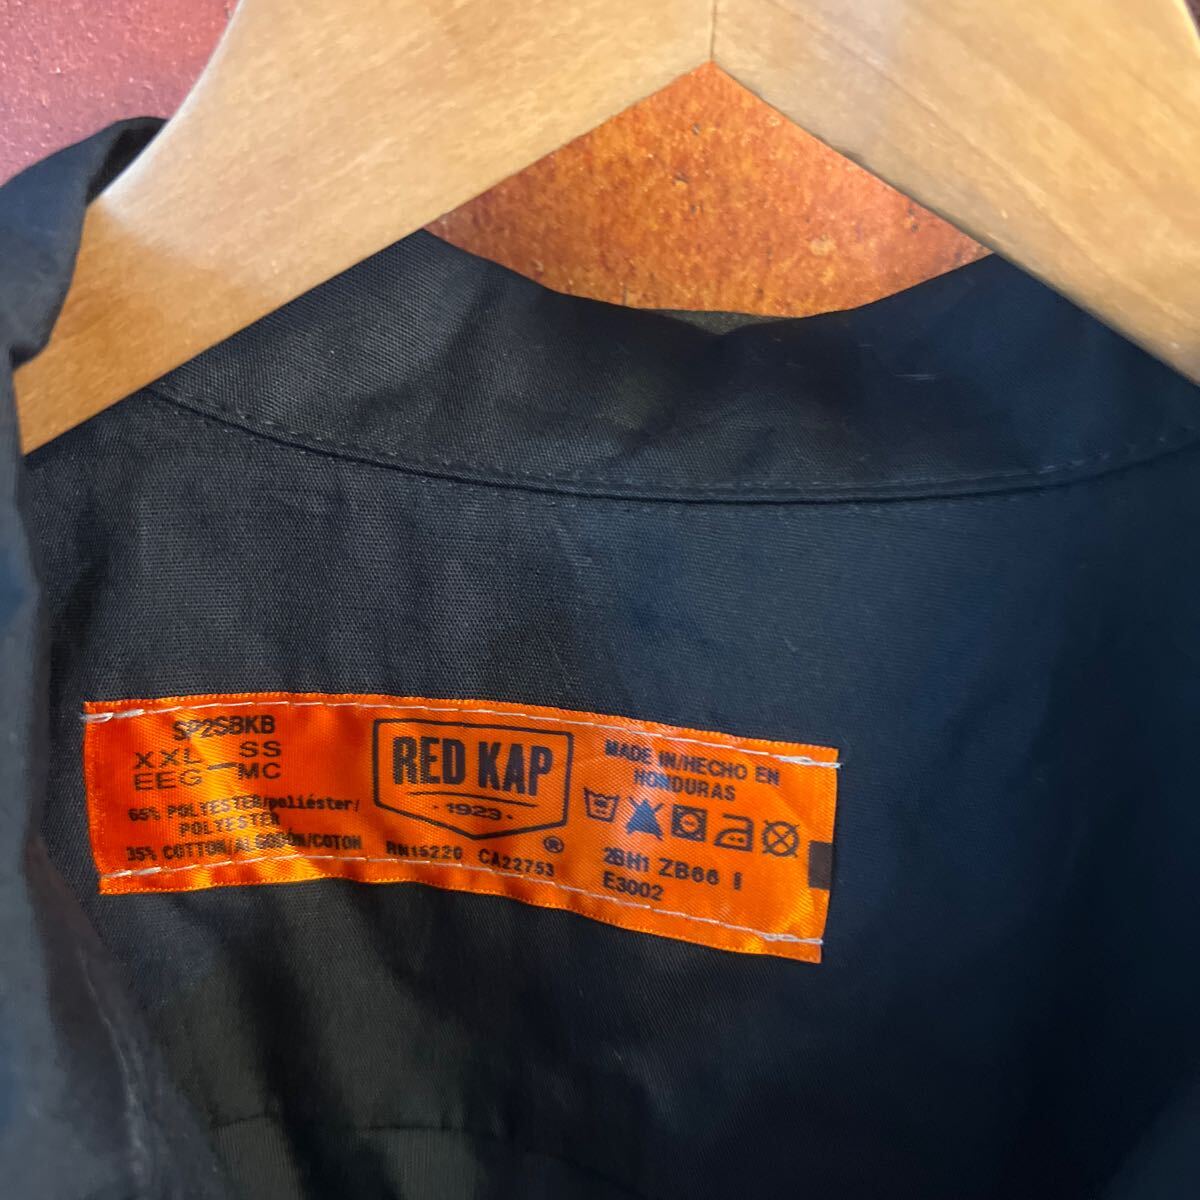 SP2SBKB
XXL — SS
EEG — MC
65% POLYESTER/poliéster/
POLYESTER
35% COTTON/ALGODÓN/COTON
RED KAP
·1923·
®
RN15220 CA22753
MADE IN/HECHO EN
HONDURAS
2BH1 ZB66
E3002